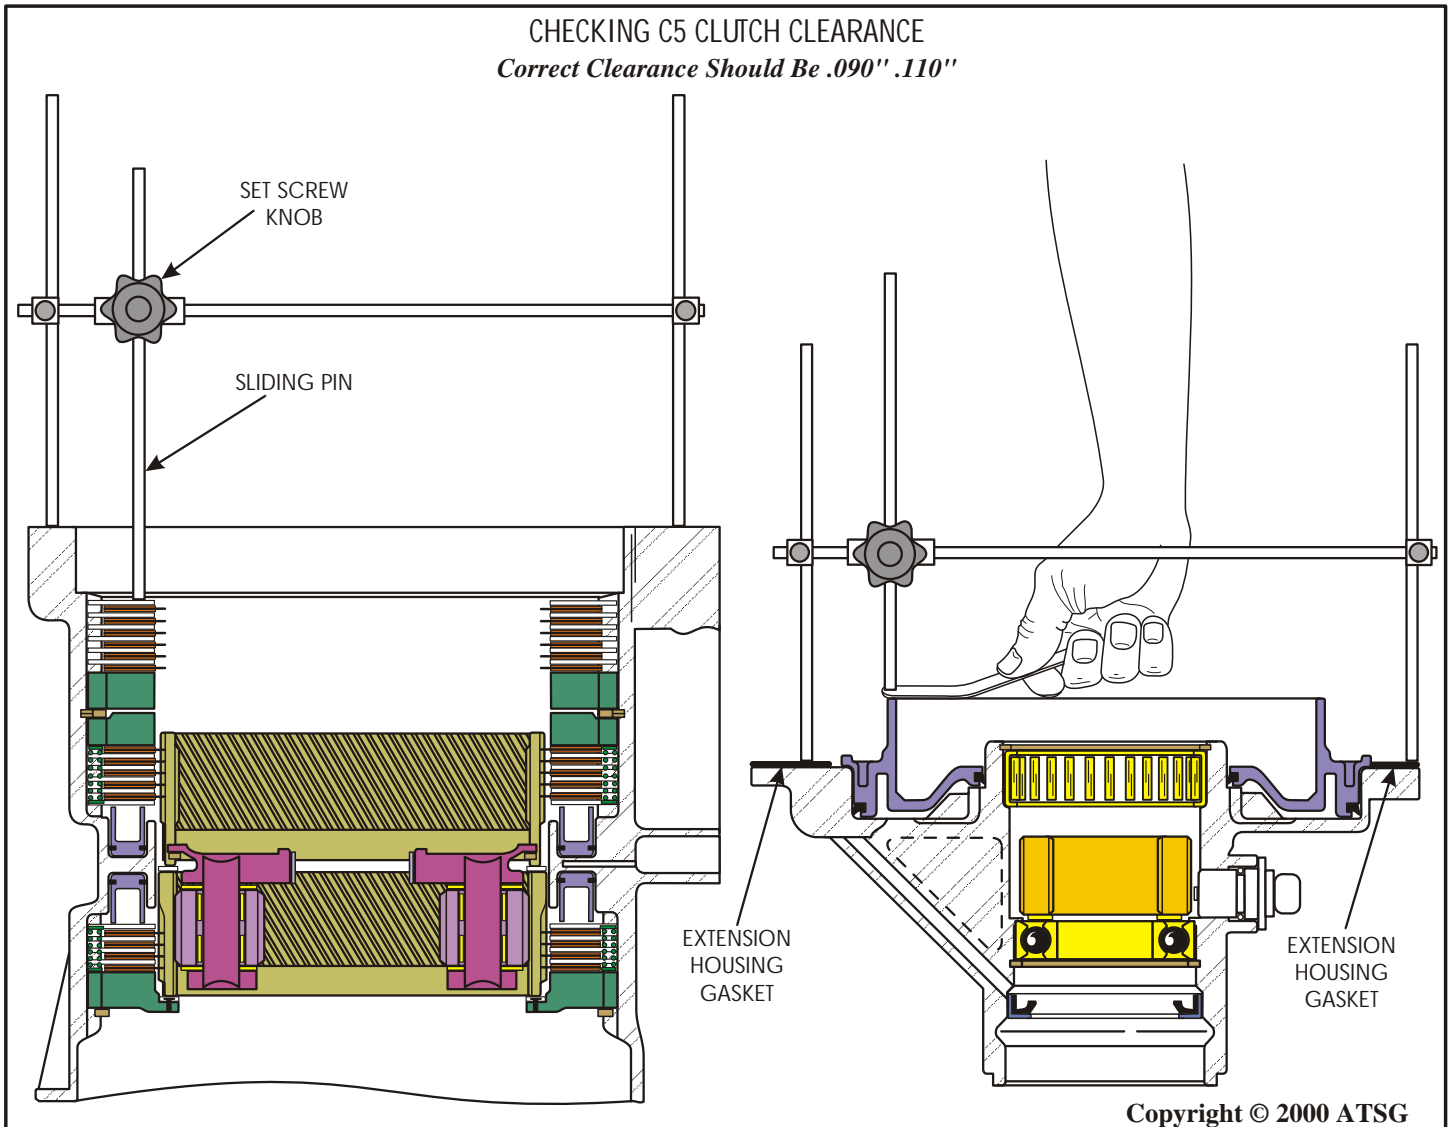 CHECKING C5 CLUTCH CLEARANCE
Correct Clearance Should Be .090" .110"
SET SCREW
KNOB
SLIDING PIN
EXTENSION
HOUSING
GASKET
EXTENSION
HOUSING
GASKET
Copyright © 2000 ATSG